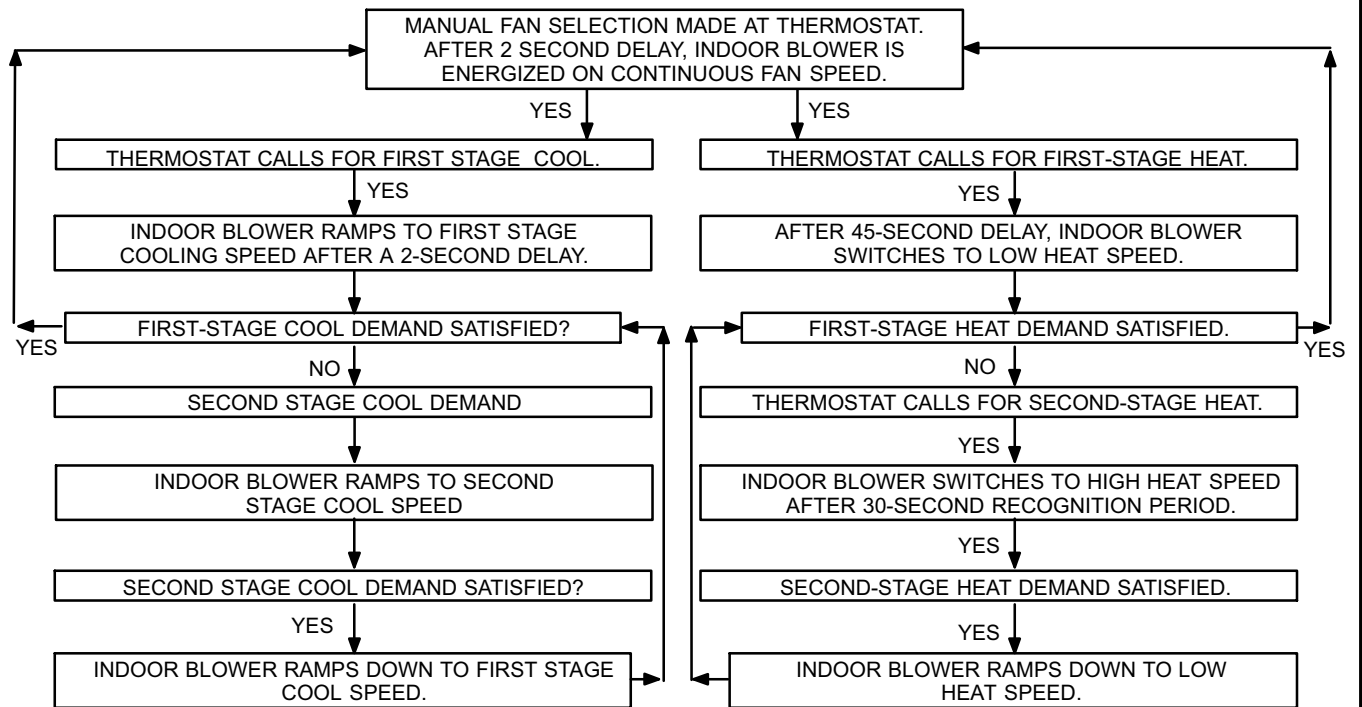 MANUAL FAN SELECTION MADE AT THERMOSTAT.
AFTER 2 SECOND DELAY, INDOOR BLOWER IS
ENERGIZED ON CONTINUOUS FAN SPEED.
YES
YES
THERMOSTAT CALLS FOR FIRST STAGE COOL.
YES
INDOOR BLOWER RAMPS TO FIRST STAGE
COOLING SPEED AFTER A 2-SECOND DELAY.
FIRST-STAGE COOL DEMAND SATISFIED?
YES
NO
SECOND STAGE COOL DEMAND
INDOOR BLOWER RAMPS TO SECOND
STAGE COOL SPEED
SECOND STAGE COOL DEMAND SATISFIED?
YES
INDOOR BLOWER RAMPS DOWN TO FIRST STAGE
COOL SPEED.
THERMOSTAT CALLS FOR FIRST-STAGE HEAT.
YES
AFTER 45-SECOND DELAY, INDOOR BLOWER
SWITCHES TO LOW HEAT SPEED.
FIRST-STAGE HEAT DEMAND SATISFIED.
YES
NO
THERMOSTAT CALLS FOR SECOND-STAGE HEAT.
YES
INDOOR BLOWER SWITCHES TO HIGH HEAT SPEED
AFTER 30-SECOND RECOGNITION PERIOD.
YES
SECOND-STAGE HEAT DEMAND SATISFIED.
YES
INDOOR BLOWER RAMPS DOWN TO LOW
HEAT SPEED.